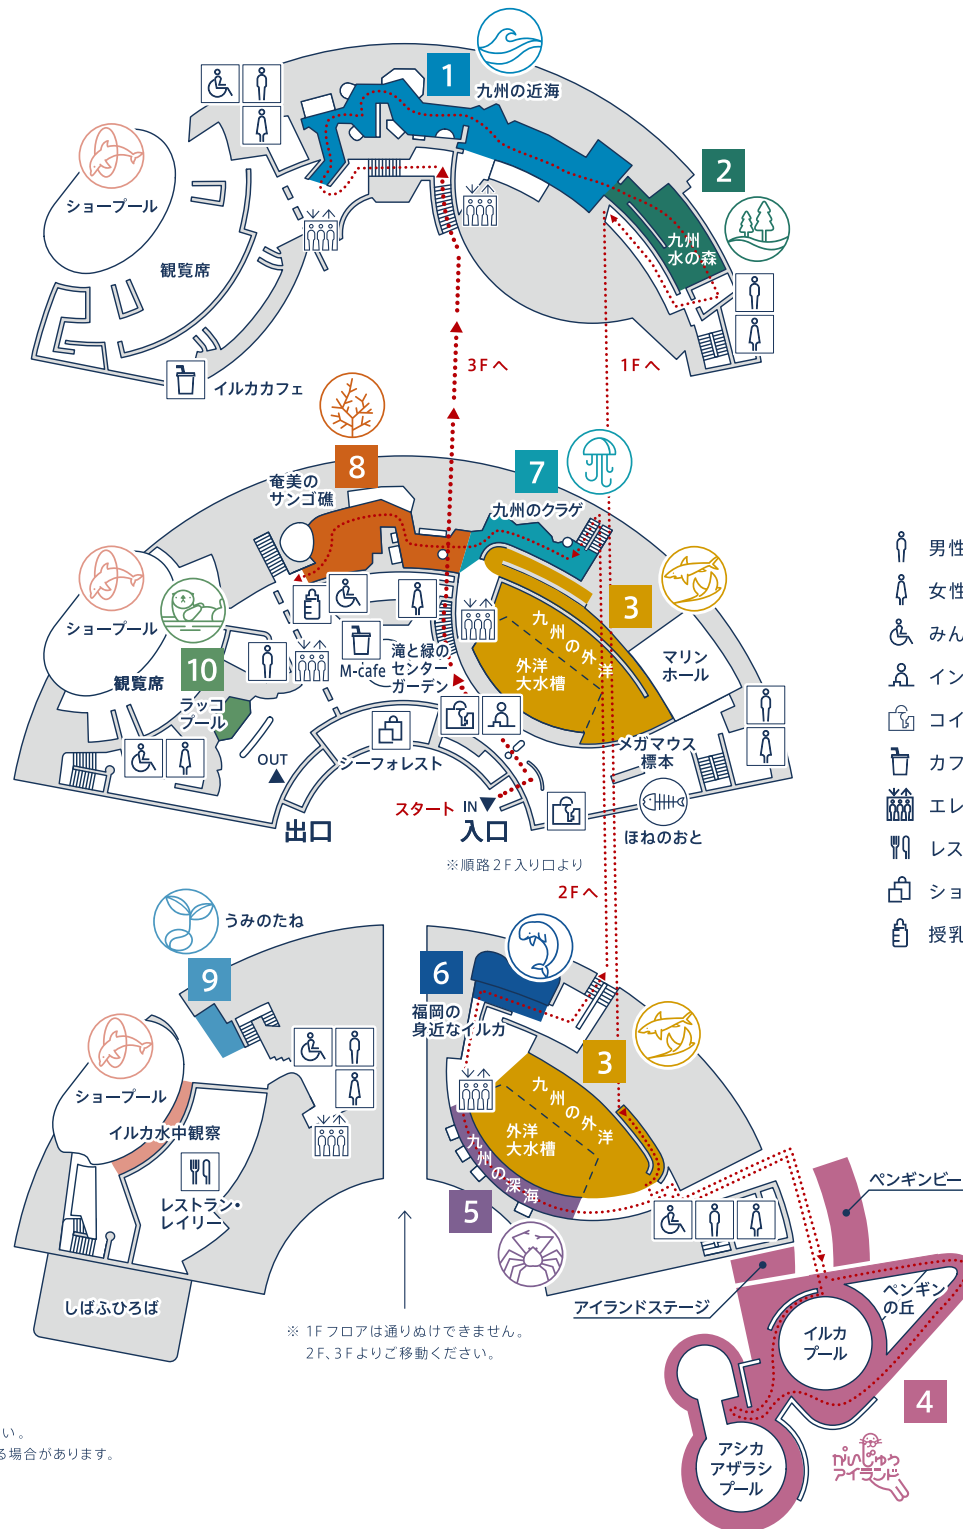 1
九州の近海
2
ショープール
九州
水の森
観覧席
3Fへ
1Fへ
イルカカフェ
8
7
奄美の
サンゴ礁
九州のクラゲ
男性
3
女性
九州の外洋
ショープール
みん
10
滝と緑の
センター
ガーデン
M-cafe
外洋
大水槽
マリン
ホール
観覧席
イン
ラッコ
プール
コイ
メガマウス
標本
OUT
シーフォレスト
カフ
スタート
IN
エレ
出口
入口
ほねのおと
レス
※順路2F入り口より
ショ
2Fへ
うみのたね
授乳
9
6
福岡の
身近なイルカ
3
ショープール
九州の外洋
イルカ水中観察
外洋
大水槽
九州の深海
レストラン・
レイリー
5
ペンギンビー
しばふひろば
アイランドステージ
ペンギン
の丘
※ 1Fフロアは通りぬけできません。
2F、3Fよりご移動ください。
イルカ
プール
4
い。
る場合があります。
アシカ
アザラシ
プール
かいじゅう
アイランド